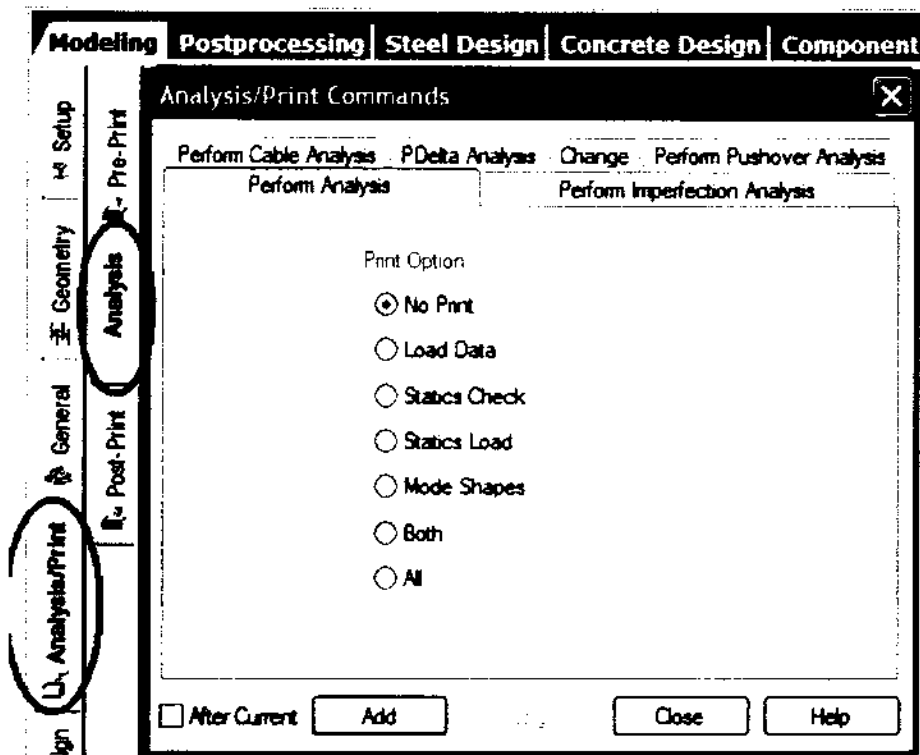 Modeling Postprocessing Steel Design Concrete Design Component
Analysis/Print Commands
Setup
Geometry
General
Analysis/Print
ign
Pre-Print
Analysis
Post-Print
Perform Cable Analysis PDelta Analysis Change Perform Pushover Analysis
Perform Analysis Perform Imperfection Analysis
Print Option
No Print
Load Data
Statics Check
Statics Load
Mode Shapes
Both
All
After Current Add Close Help